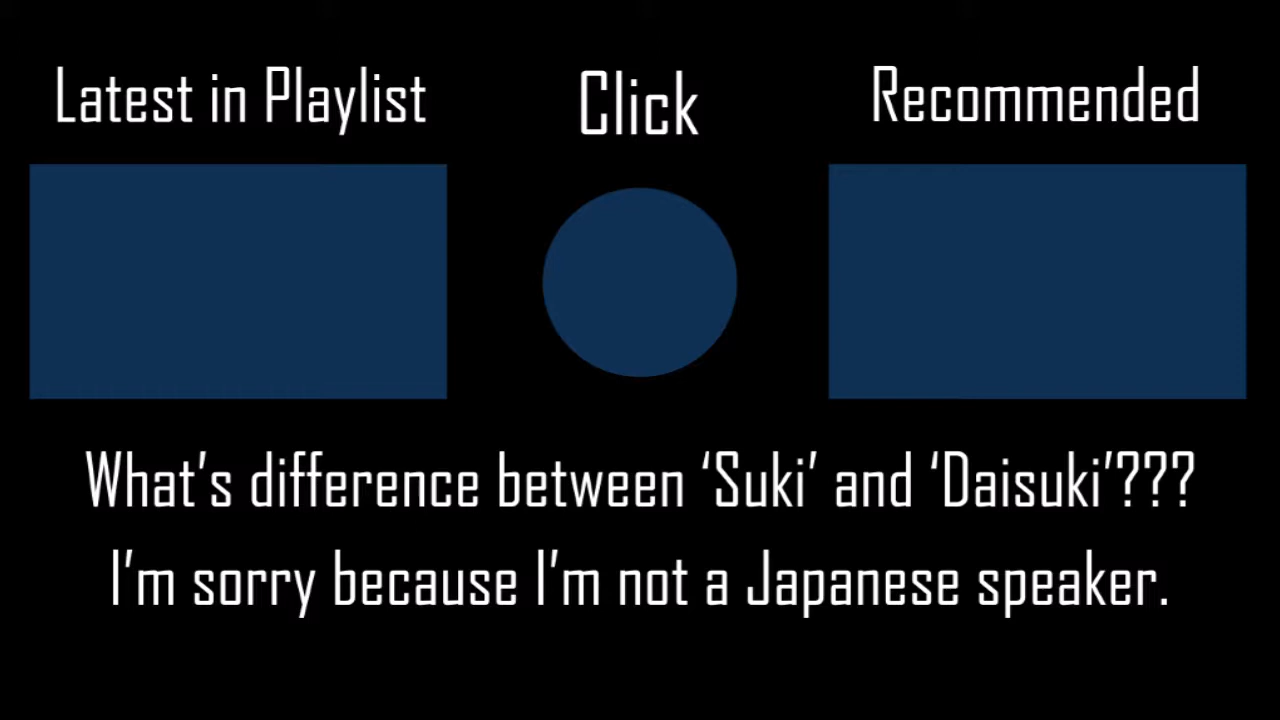 Latest in Playlist
Click
Recommended
What's difference between ‘Suki’ and ‘Daisuki’???
I'm sorry because I'm not a Japanese speaker.